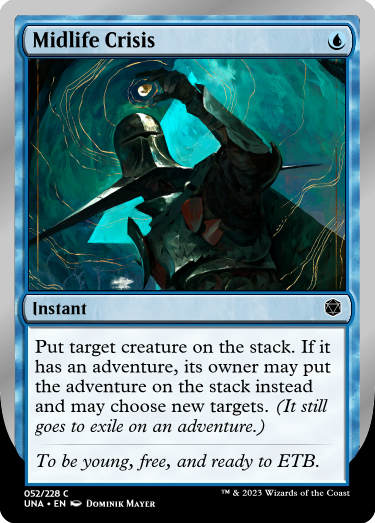 Midlife Crisis
Instant
Put target creature on the stack. If it
has an adventure, its owner may put
the adventure on the stack instead
and may choose new targets. (It still
goes to exile on an adventure.)
To be young, free, and ready to ETB.
052/228 C
UNA • EN Dominik Mayer
™ & 2023 Wizards of the Coast